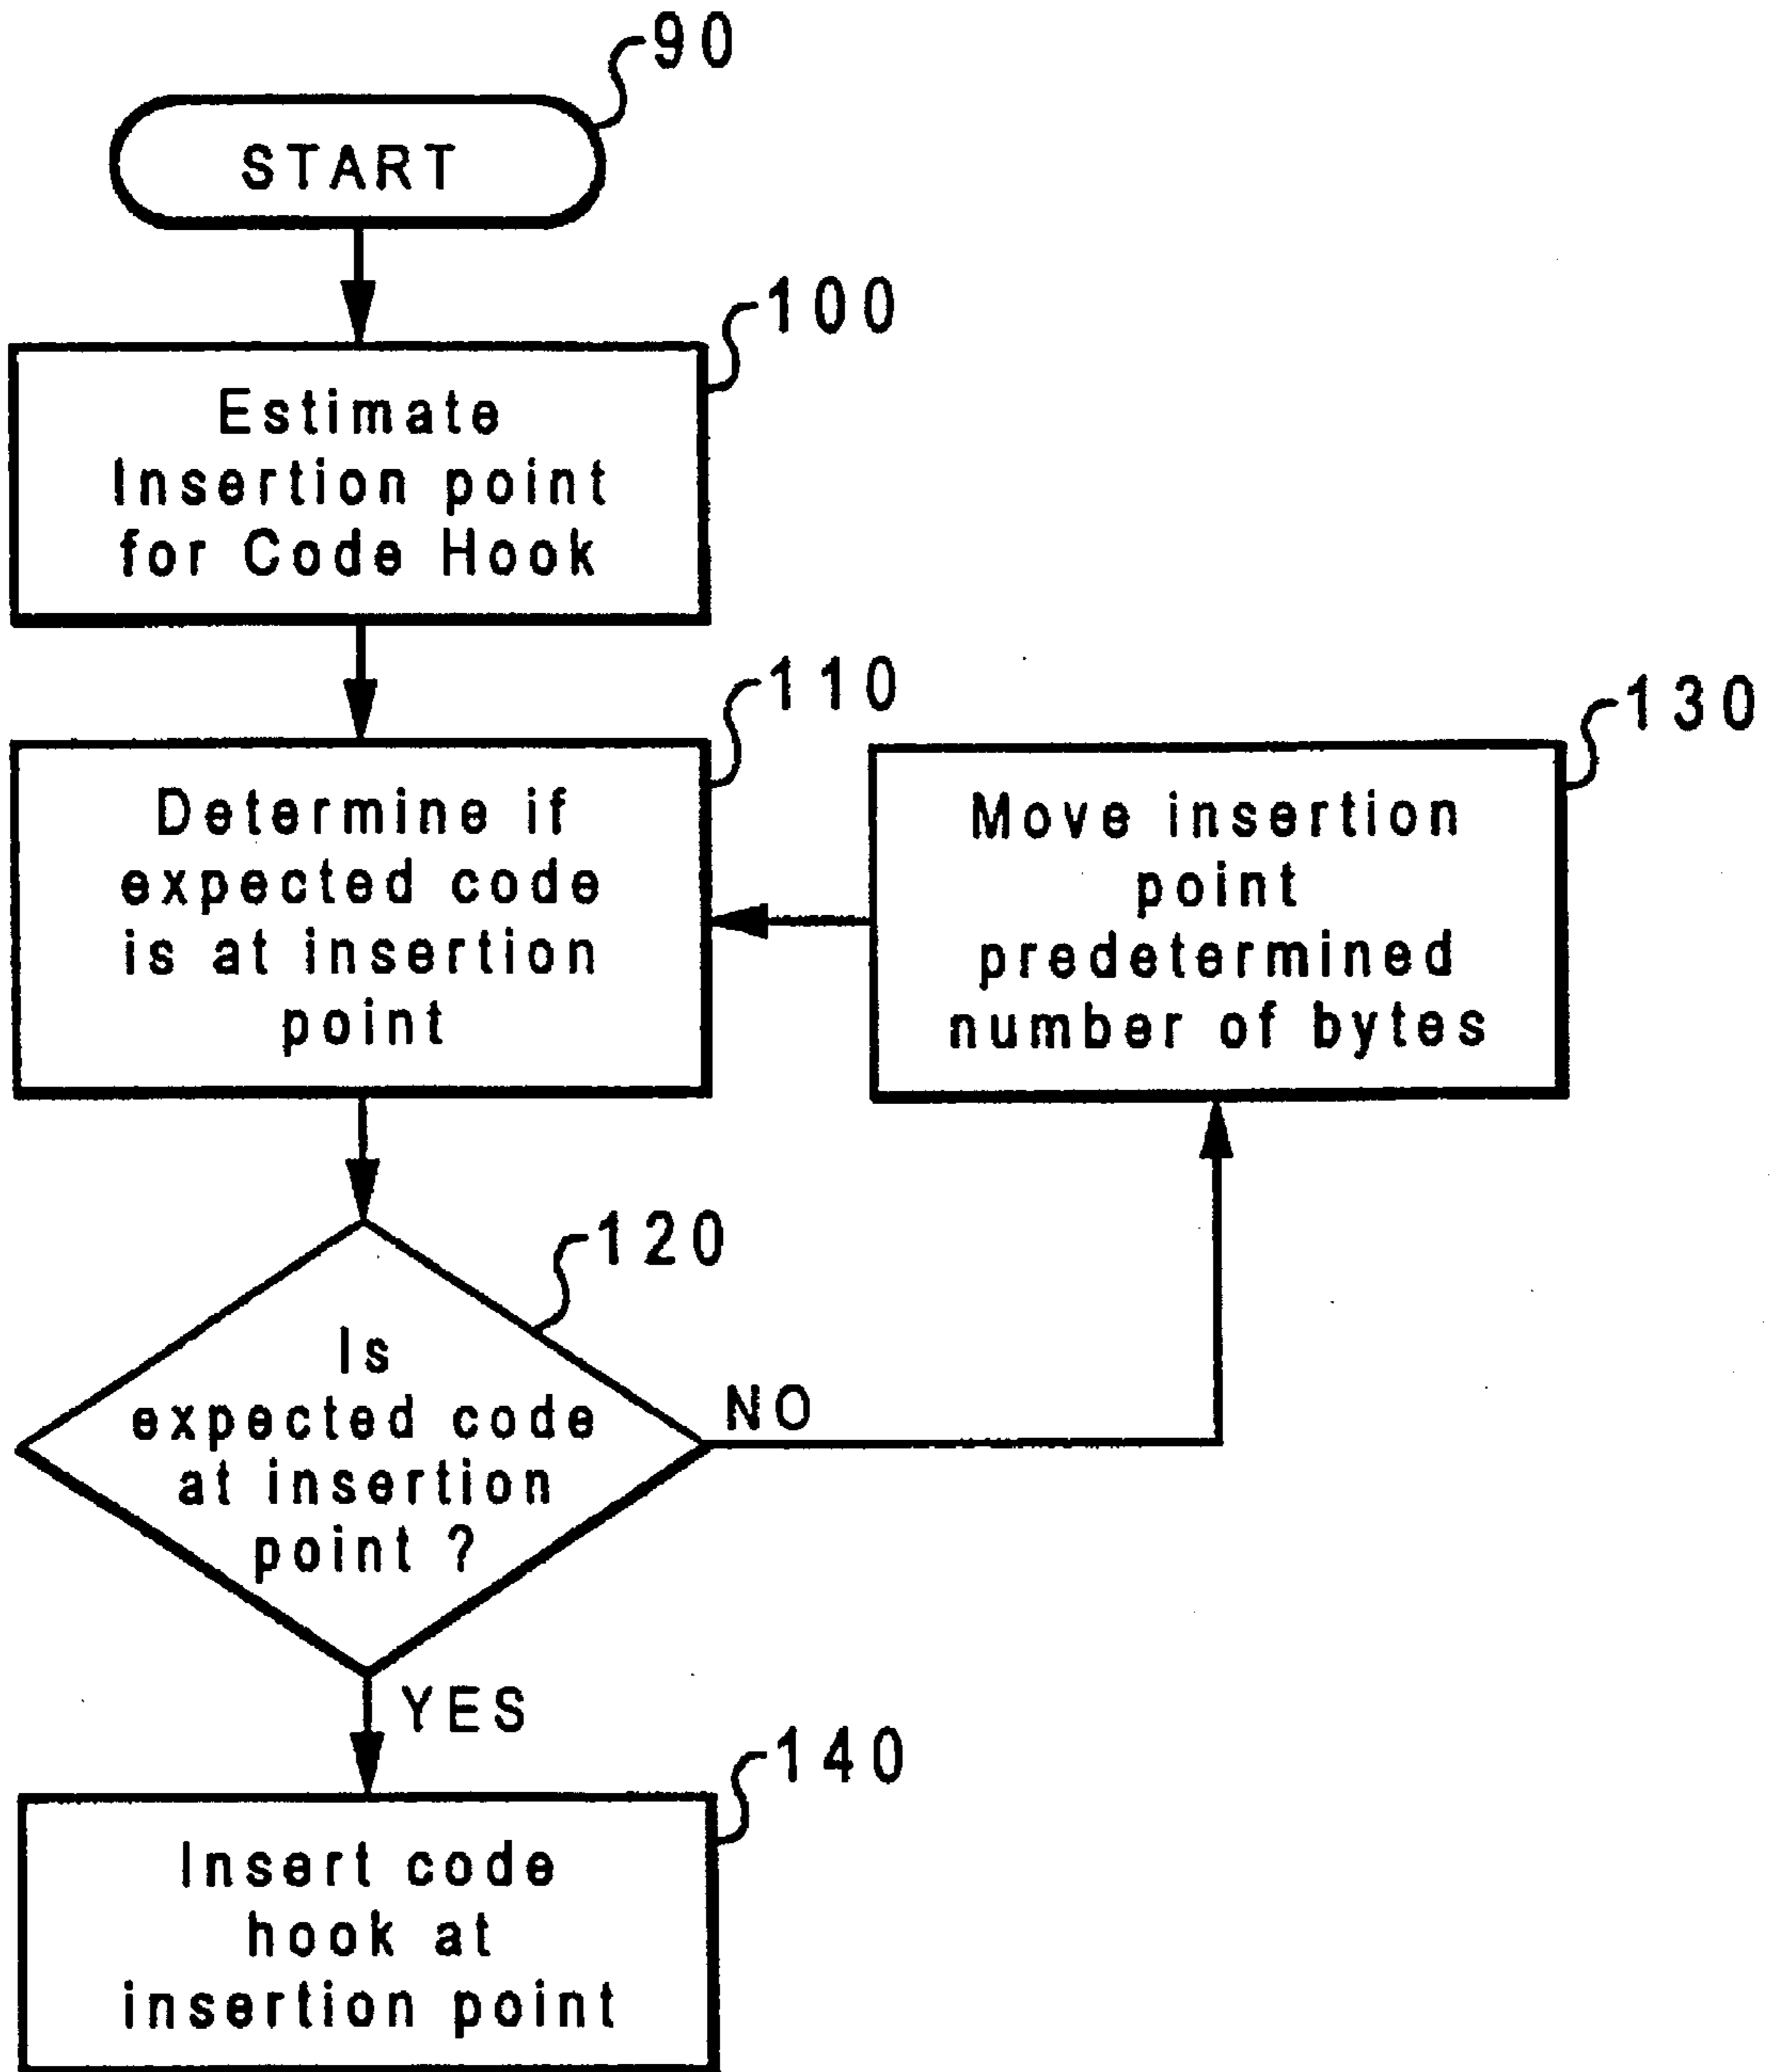 90
START
100
Estimate
Insertion point
for Code Hook
110
Determine if
expected code
is at insertion
point
130
Move insertion
point
predetermined
number of bytes
120
Is
expected code
at insertion
point ?
NO
YES
140
Insert code
hook at
insertion point